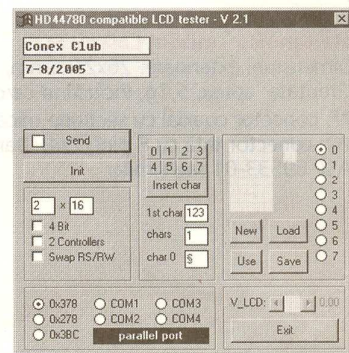 HD44780 compatible LCD tester - V 2.1
Conex Club
7-8/2005
Send
Init
2 × 16
4 Bit
2 Controllers
Swap RS/RW
0 1 2 3
4 5 6 7
Insert char
1st char 123
chars 1
char 0 §
0
1
2
3
4
5
6
7
New Load
Use Save
0x378 COM1 COM3
0x278 COM2 COM4
0x3BC parallel port
V_LCD: 0.00
Exit